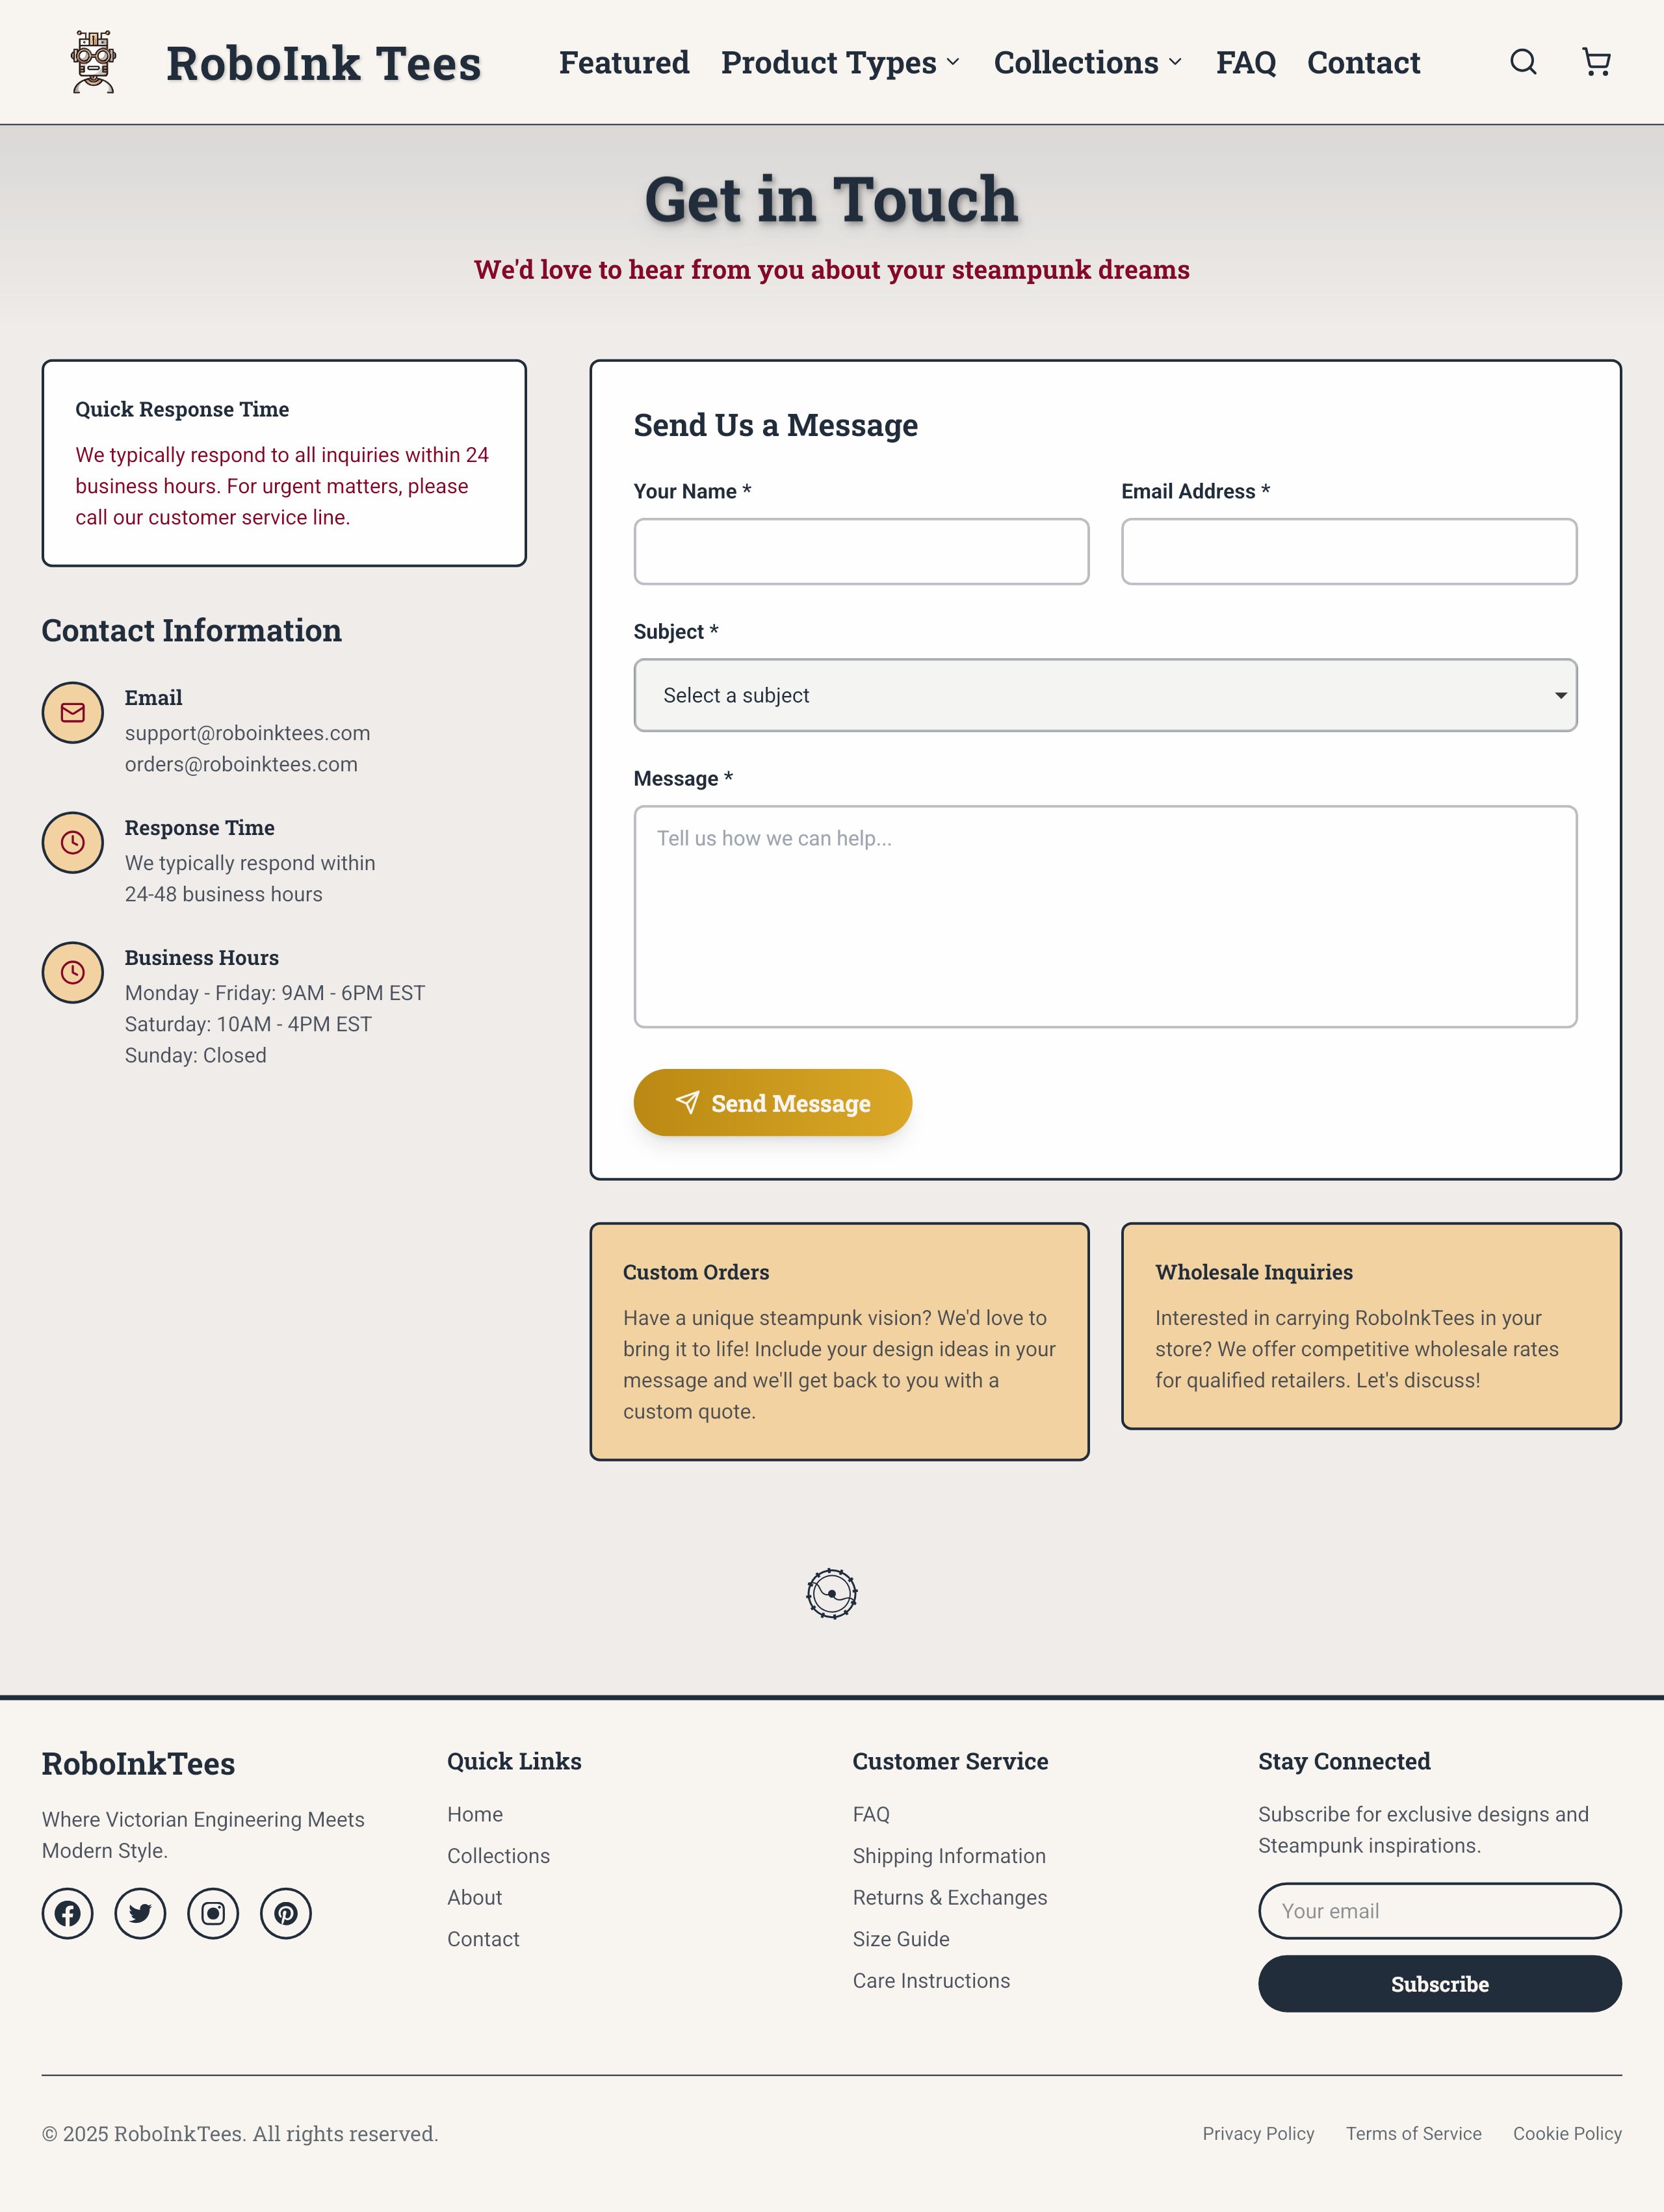 RoboInk Tees
Featured
Product Types
Collections
FAQ
Contact
Get in Touch
We'd love to hear from you about your steampunk dreams
Quick Response Time
We typically respond to all inquiries within 24
business hours. For urgent matters, please
call our customer service line.
Contact Information
Email
support@roboinktees.com
orders@roboinktees.com
Response Time
We typically respond within
24-48 business hours
Business Hours
Monday - Friday: 9AM - 6PM EST
Saturday: 10AM - 4PM EST
Sunday: Closed
Send Us a Message
Your Name *
Email Address *
Subject *
Select a subject
Message *
Tell us how we can help...
Send Message
Custom Orders
Have a unique steampunk vision? We'd love to
bring it to life! Include your design ideas in your
message and we'll get back to you with a
custom quote.
Wholesale Inquiries
Interested in carrying RoboInkTees in your
store? We offer competitive wholesale rates
for qualified retailers. Let's discuss!
RoboInkTees
Where Victorian Engineering Meets
Modern Style.
Quick Links
Home
Collections
About
Contact
Customer Service
FAQ
Shipping Information
Returns & Exchanges
Size Guide
Care Instructions
Stay Connected
Subscribe for exclusive designs and
Steampunk inspirations.
Your email
Subscribe
© 2025 RoboInkTees. All rights reserved.
Privacy Policy
Terms of Service
Cookie Policy